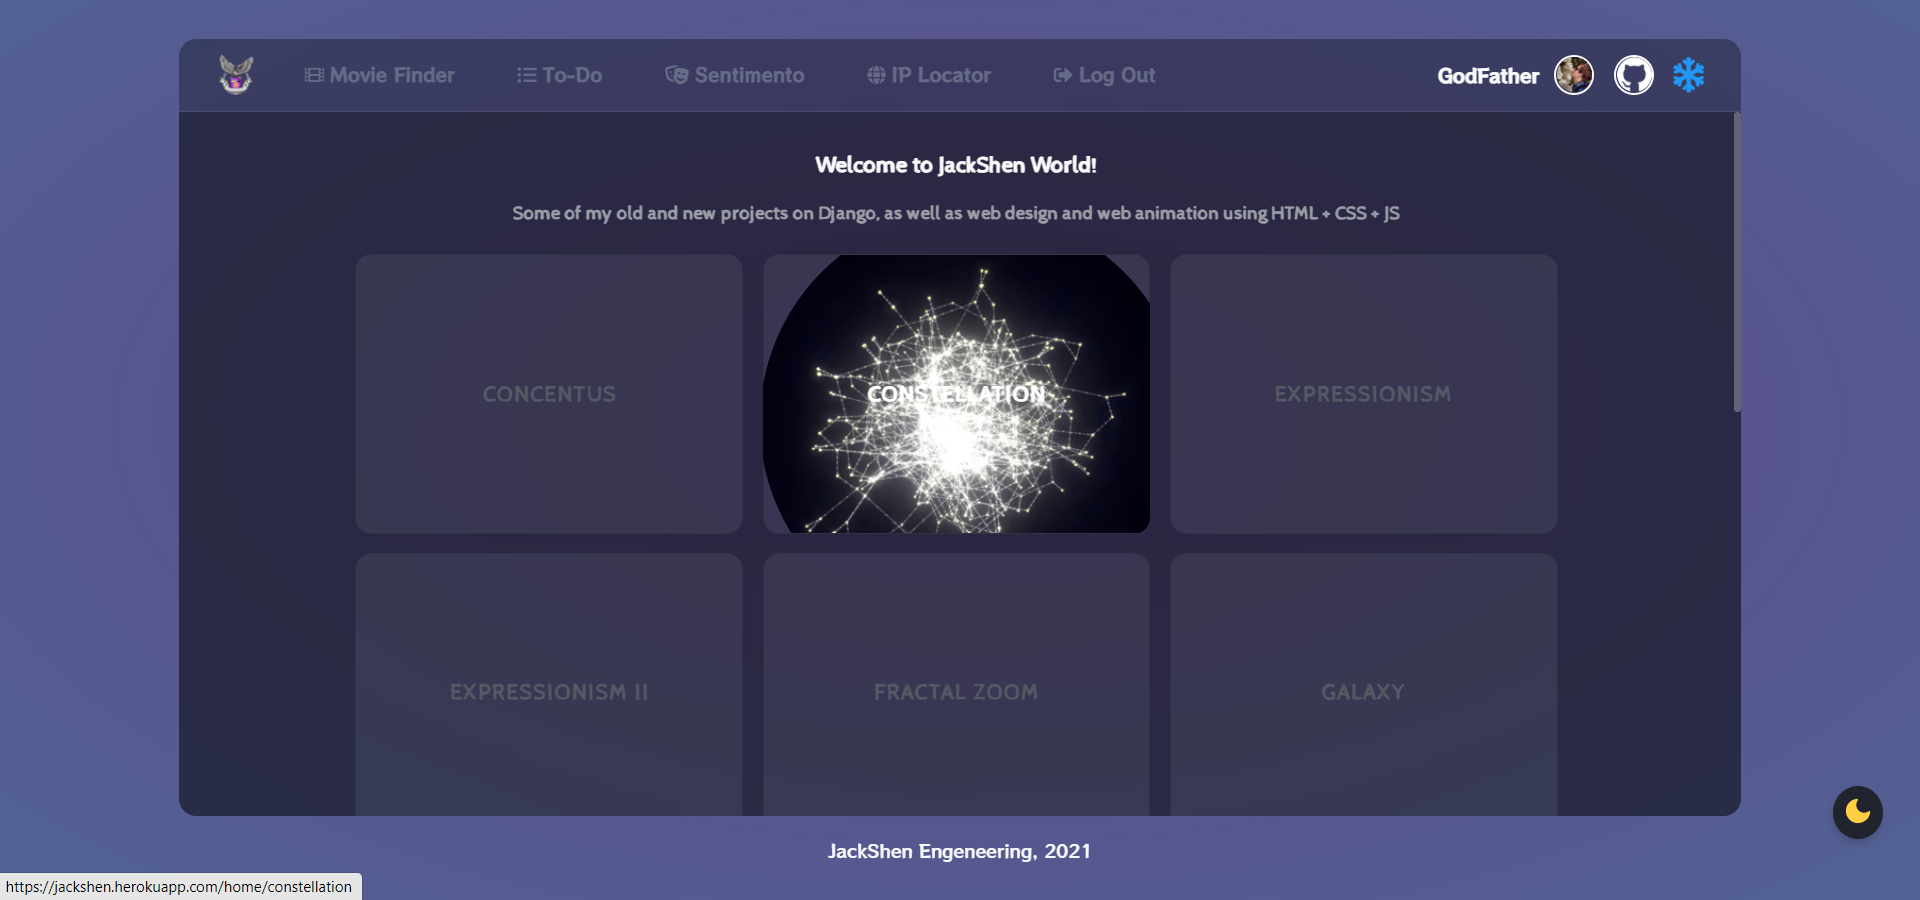 Movie Finder To-Do Sentimento IP Locator Log Out GodFather
Welcome to JackShen World!
Some of my old and new projects on Django, as well as web design and web animation using HTML + CSS + JS
CONCENTUS CONSTELLATION EXPRESSIONISM
EXPRESSIONISM II FRACTAL ZOOM GALAXY
JackShen Engeneering, 2021
https://jackshen.herokuapp.com/home/constellation